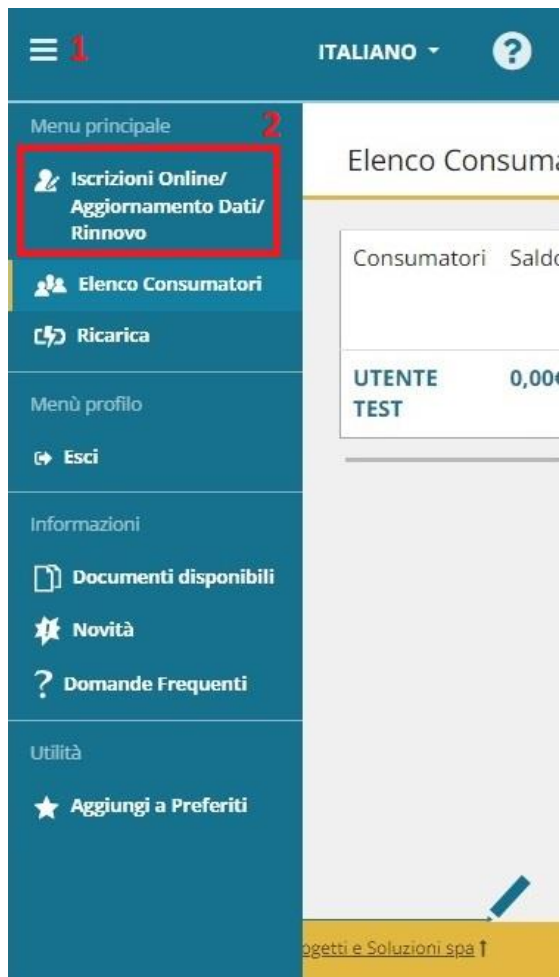 1
ITALIANO
?
Menu principale
2
Iscrizioni Online/
Aggiornamento Dati/
Rinnovo
Elenco Consumatori
Ricarica
Menù profilo
Esci
Informazioni
Documenti disponibili
Novità
? Domande Frequenti
Utilità
Aggiungi a Preferiti
Elenco Consuma
Consumatori Saldo
UTENTE 0,00€
TEST
ogetti e Soluzioni spa